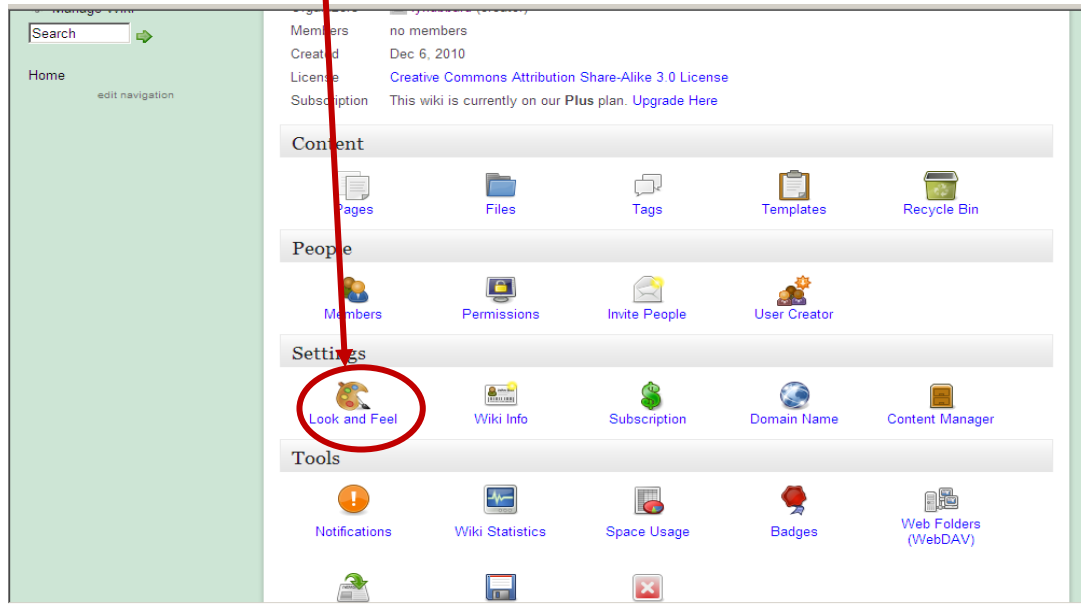 Manage Wiki
Search
Home
edit navigation
Members no members
Created Dec 6, 2010
License Creative Commons Attribution Share-Alike 3.0 License
Subscription This wiki is currently on our Plus plan. Upgrade Here
Content
Pages Files Tags Templates Recycle Bin
People
Members Permissions Invite People User Creator
Settings
Look and Feel Wiki Info Subscription Domain Name Content Manager
Tools
Notifications Wiki Statistics Space Usage Badges Web Folders
(WebDAV)